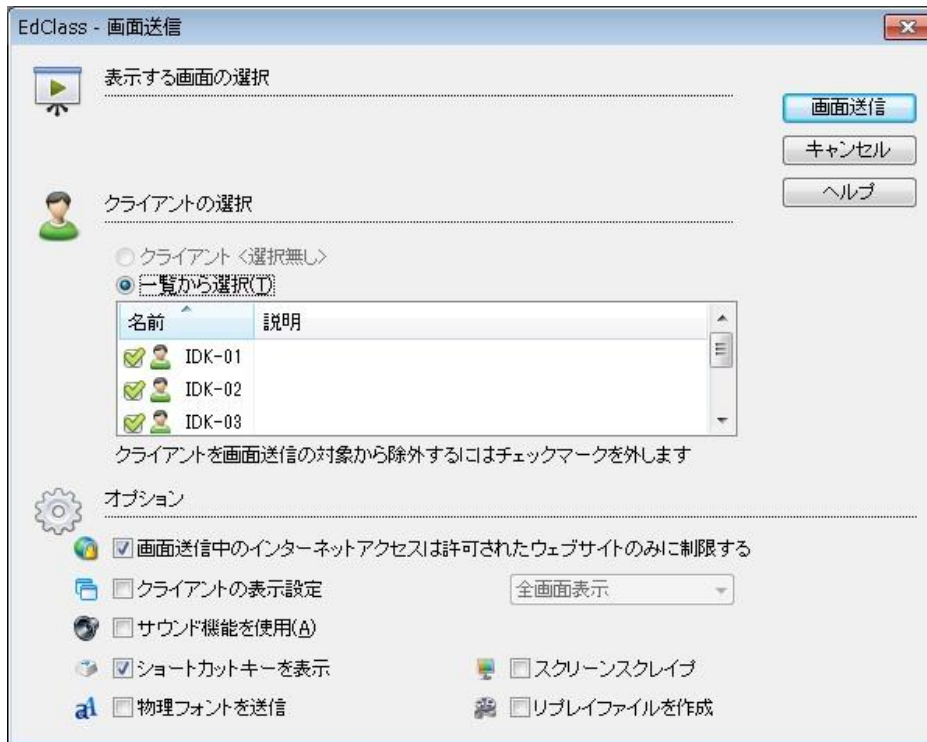 EdClass - 画面送信
表示する画面の選択
画面送信
キャンセル
ヘルプ
クライアントの選択
クライアント <選択無し>
一覧から選択(T)
名前 説明
IDK-01
IDK-02
IDK-03
クライアントを画面送信の対象から除外するにはチェックマークを外します
オプション
画面送信中のインターネットアクセスは許可されたウェブサイトのみに制限する
クライアントの表示設定 全画面表示
サウンド機能を使用(A)
ショートカットキーを表示 スクリーンスクレイプ
物理フォントを送信 リプレイファイルを作成